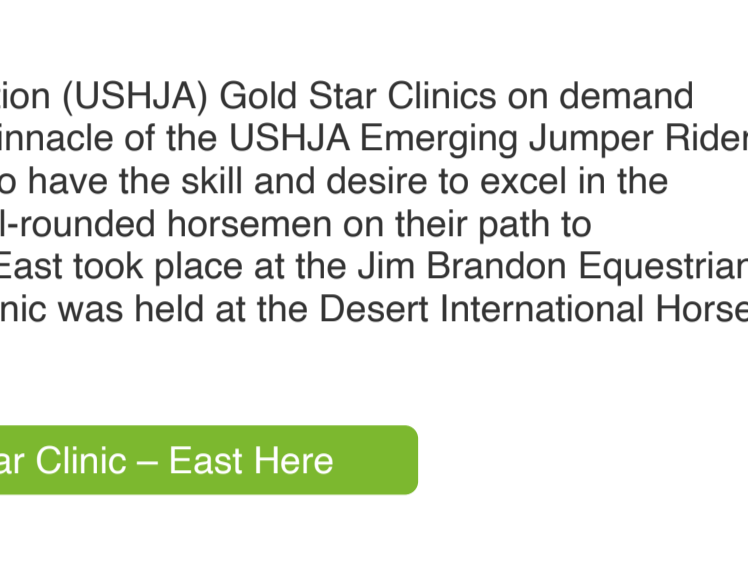 tion (USHJA) Gold Star Clinics on demand
innacle of the USHJA Emerging Jumper Rider
o have the skill and desire to excel in the
l-rounded horsemen on their path to
East took place at the Jim Brandon Equestrian
nic was held at the Desert International Horse
ar Clinic – East Here